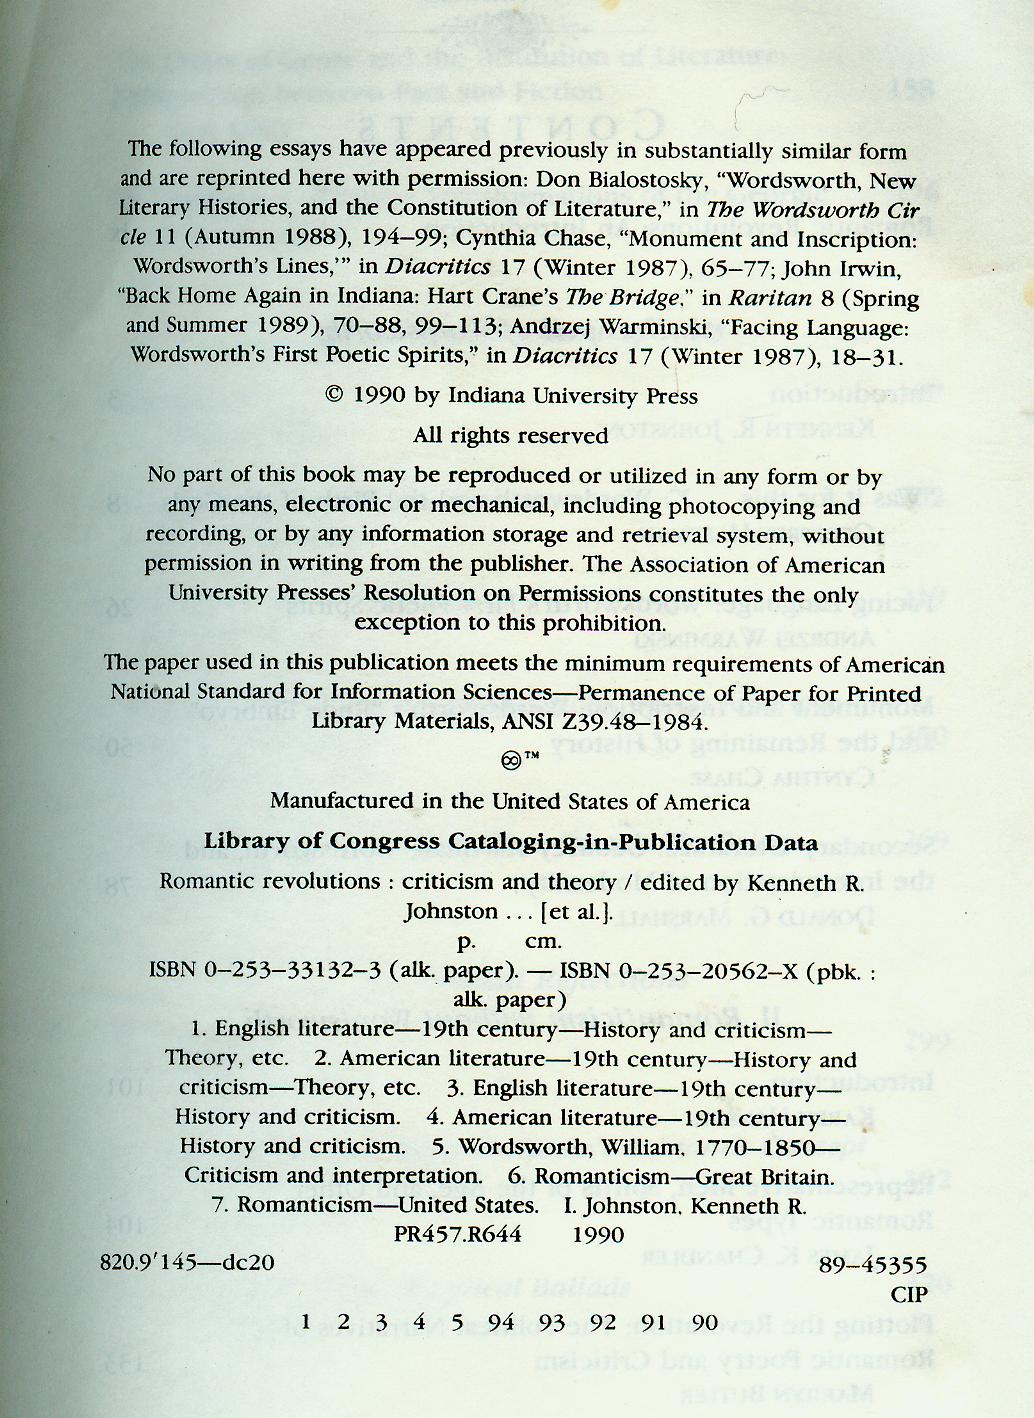 The following essays have appeared previously in substantially similar form
and are reprinted here with permission: Don Bialostosky, “Wordsworth, New
Literary Histories, and the Constitution of Literature,” in The Wordsworth Cir
cle 11 (Autumn 1988), 194–99; Cynthia Chase, “Monument and Inscription:
Wordsworth’s Lines,’” in Diacritics 17 (Winter 1987), 65–77; John Irwin,
“Back Home Again in Indiana: Hart Crane’s The Bridge,” in Raritan 8 (Spring
and Summer 1989), 70–88, 99–113; Andrzej Warminski, “Facing Language:
Wordsworth’s First Poetic Spirits,” in Diacritics 17 (Winter 1987), 18–31.
© 1990 by Indiana University Press
All rights reserved
No part of this book may be reproduced or utilized in any form or by
any means, electronic or mechanical, including photocopying and
recording, or by any information storage and retrieval system, without
permission in writing from the publisher. The Association of American
University Presses’ Resolution on Permissions constitutes the only
exception to this prohibition.
The paper used in this publication meets the minimum requirements of American
National Standard for Information Sciences—Permanence of Paper for Printed
Library Materials, ANSI Z39.48–1984.
♾™
Manufactured in the United States of America
Library of Congress Cataloging-in-Publication Data
Romantic revolutions : criticism and theory / edited by Kenneth R.
Johnston . . . [et al.].
p. cm.
ISBN 0–253–33132–3 (alk. paper). — ISBN 0–253–20562–X (pbk. :
alk. paper)
1. English literature—19th century—History and criticism—
Theory, etc. 2. American literature—19th century—History and
criticism—Theory, etc. 3. English literature—19th century—
History and criticism. 4. American literature—19th century—
History and criticism. 5. Wordsworth, William, 1770–1850—
Criticism and interpretation. 6. Romanticism—Great Britain.
7. Romanticism—United States. I. Johnston, Kenneth R.
PR457.R644 1990
820.9′145—dc20 89–45355
CIP
1 2 3 4 5 94 93 92 91 90